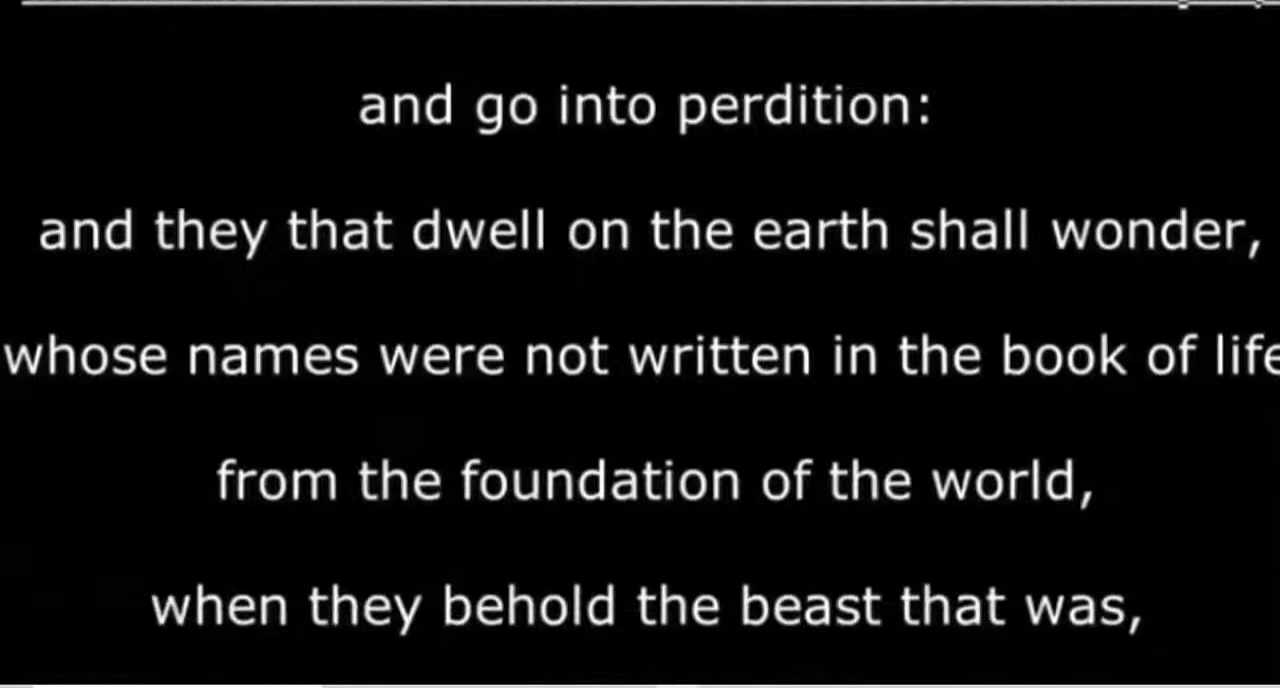 and go into perdition:
and they that dwell on the earth shall wonder,
whose names were not written in the book of life
from the foundation of the world,
when they behold the beast that was,